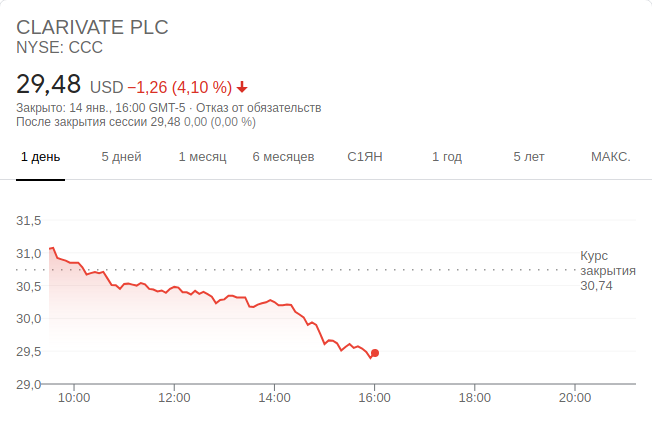 CLARIVATE PLC
NYSE: CCC
29,48 USD −1,26 (4,10 %)
Закрыто: 14 янв., 16:00 GMT-5 · Отказ от обязательств
После закрытия сессии 29,48 0,00 (0,00 %)
1 день 5 дней 1 месяц 6 месяцев С1ЯН 1 год 5 лет МАКС.
31,5
31,0
30,5
30,0
29,5
29,0
Курс
закрытия
30,74
10:00 12:00 14:00 16:00 18:00 20:00